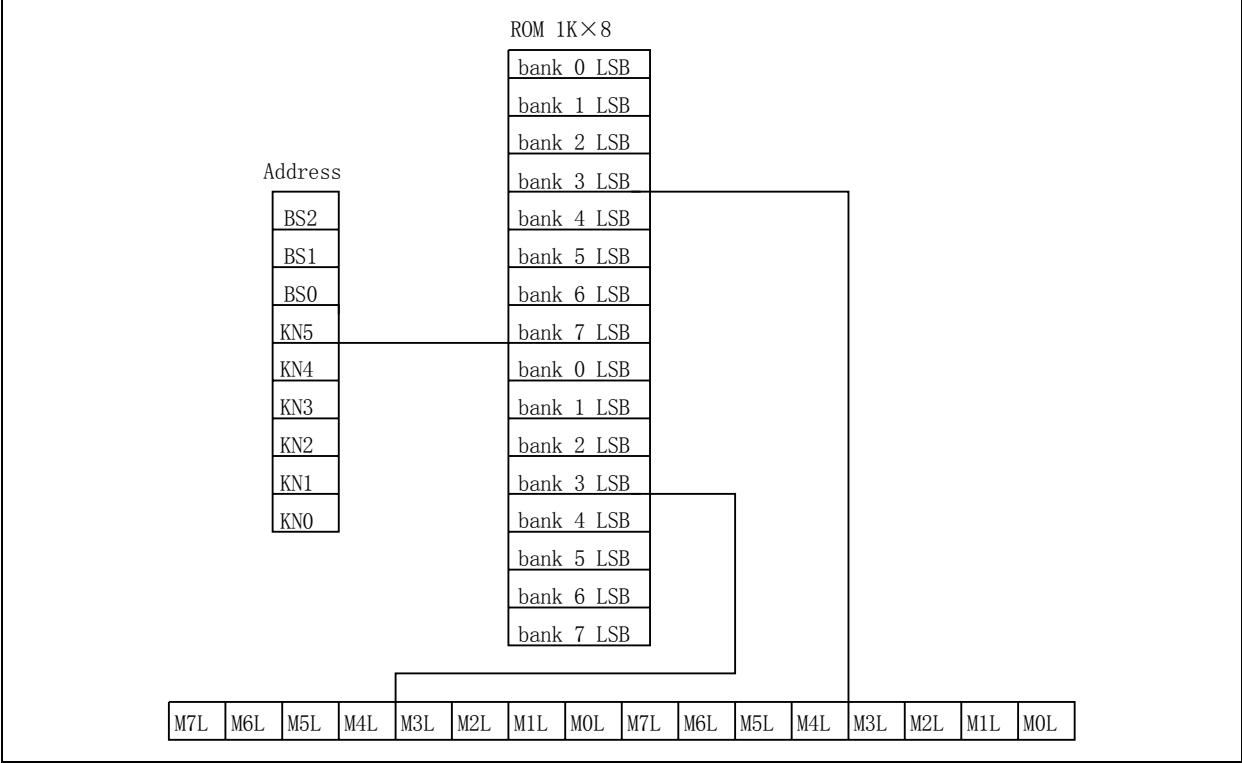 ROM 1K×8
bank 0 LSB
bank 1 LSB
bank 2 LSB
bank 3 LSB
bank 4 LSB
bank 5 LSB
bank 6 LSB
bank 7 LSB
bank 0 LSB
bank 1 LSB
bank 2 LSB
bank 3 LSB
bank 4 LSB
bank 5 LSB
bank 6 LSB
bank 7 LSB
Address
BS2
BS1
BS0
KN5
KN4
KN3
KN2
KN1
KN0
M7L M6L M5L M4L M3L M2L M1L M0L M7L M6L M5L M4L M3L M2L M1L M0L